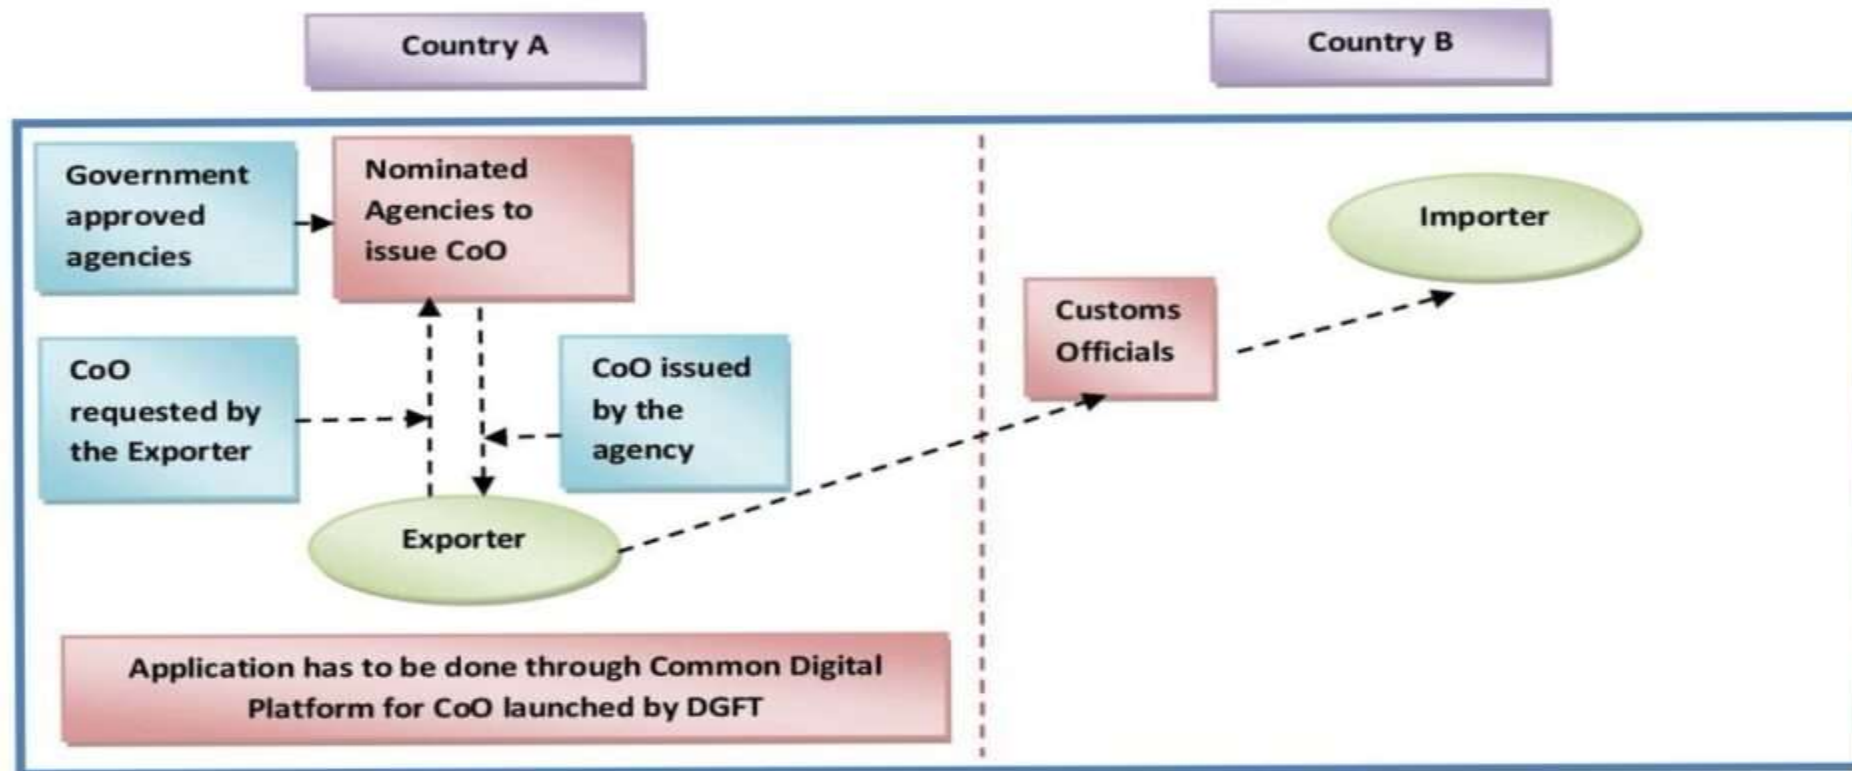 Country A
Country B
Government
approved
agencies
Nominated
Agencies to
issue CoO
Importer
Customs
Officials
CoO
requested by
the Exporter
CoO issued
by the
agency
Exporter
Application has to be done through Common Digital
Platform for CoO launched by DGFT